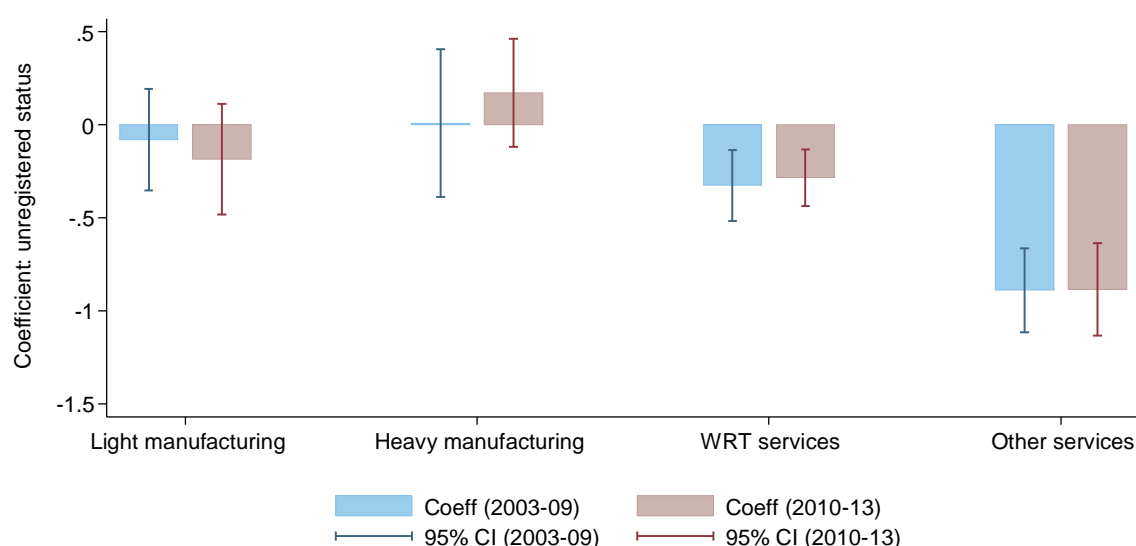 Coefficient: unregistered status
.5
0
-.5
-1
-1.5
Light manufacturing
Heavy manufacturing
WRT services
Other services
Coeff (2003-09)
Coeff (2010-13)
95% CI (2003-09)
95% CI (2010-13)